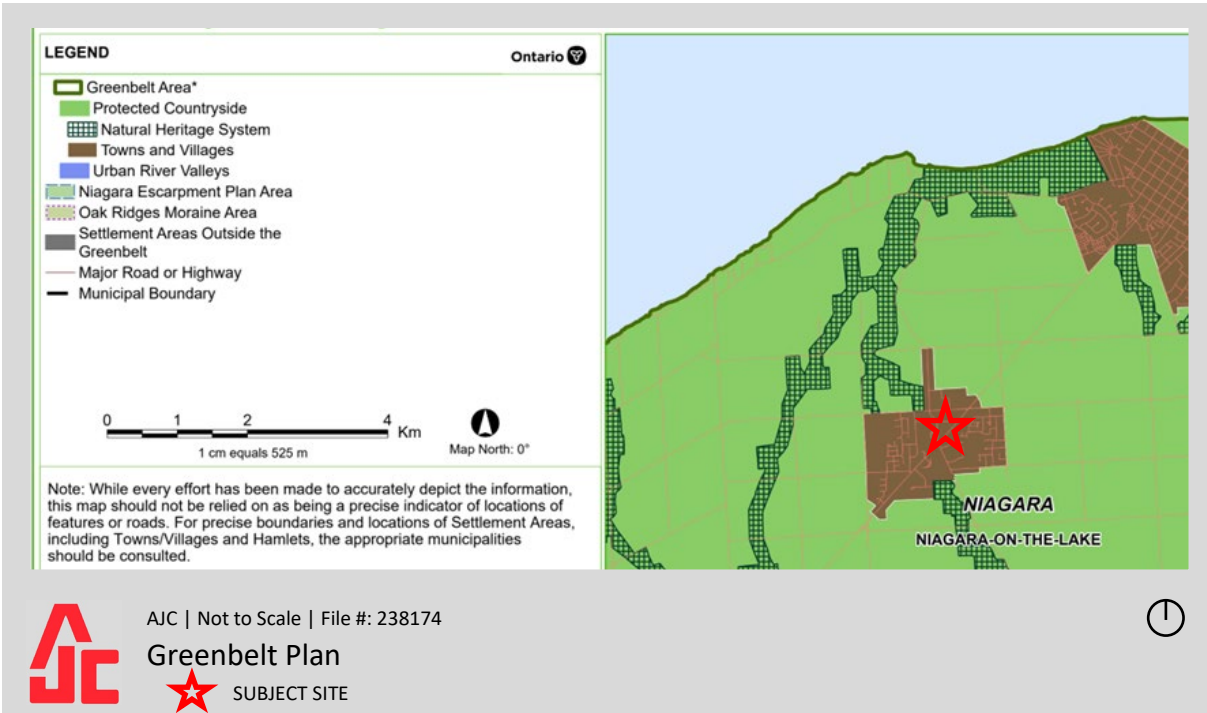 LEGEND
Ontario
Greenbelt Area*
Protected Countryside
Natural Heritage System
Towns and Villages
Urban River Valleys
Niagara Escarpment Plan Area
Oak Ridges Moraine Area
Settlement Areas Outside the
Greenbelt
Major Road or Highway
Municipal Boundary
0 1 2 4 Km
1 cm equals 525 m
Map North: 0°
Note: While every effort has been made to accurately depict the information,
this map should not be relied on as being a precise indicator of locations of
features or roads. For precise boundaries and locations of Settlement Areas,
including Towns/Villages and Hamlets, the appropriate municipalities
should be consulted.
NIAGARA
NIAGARA-ON-THE-LAKE
AJC
AJC | Not to Scale | File #: 238174
Greenbelt Plan
SUBJECT SITE